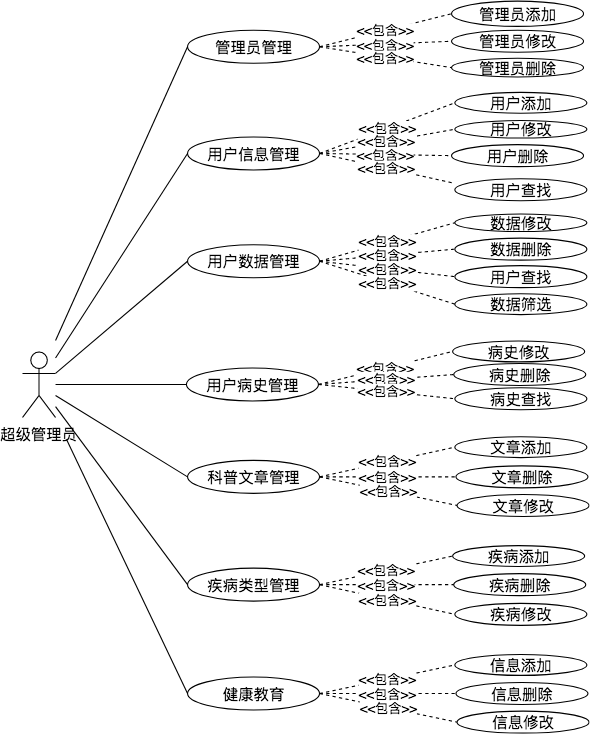 管理员管理
<<包含>>
<<包含>>
<<包含>>
管理员添加
管理员修改
管理员删除
用户信息管理
<<包含>>
<<包含>>
<<包含>>
<<包含>>
用户添加
用户修改
用户删除
用户查找
用户数据管理
<<包含>>
<<包含>>
<<包含>>
<<包含>>
数据修改
数据删除
用户查找
数据筛选
超级管理员
用户病史管理
<<包含>>
<<包含>>
<<包含>>
病史修改
病史删除
病史查找
科普文章管理
<<包含>>
<<包含>>
<<包含>>
文章添加
文章删除
文章修改
疾病类型管理
<<包含>>
<<包含>>
<<包含>>
疾病添加
疾病删除
疾病修改
健康教育
<<包含>>
<<包含>>
<<包含>>
信息添加
信息删除
信息修改